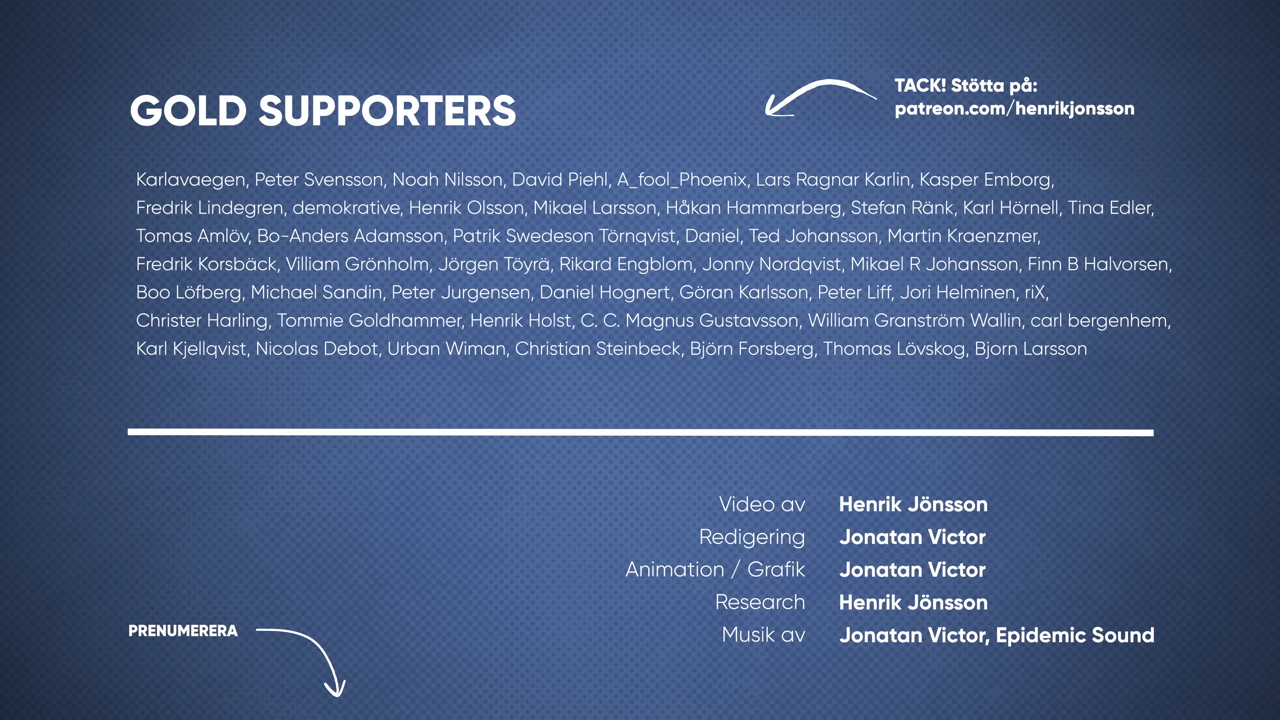 GOLD SUPPORTERS
TACK! Stötta på:
patreon.com/henrikjonsson
Karlavaegen, Peter Svensson, Noah Nilsson, David Piehl, A_fool_Phoenix, Lars Ragnar Karlin, Kasper Emborg,
Fredrik Lindegren, demokrative, Henrik Olsson, Mikael Larsson, Håkan Hammarberg, Stefan Ränk, Karl Hörnell, Tina Edler,
Tomas Amlöv, Bo-Anders Adamsson, Patrik Swedeson Törnqvist, Daniel, Ted Johansson, Martin Kraenzmer,
Fredrik Korsbäck, Villiam Grönholm, Jörgen Töyrä, Rikard Engblom, Jonny Nordqvist, Mikael R Johansson, Finn B Halvorsen,
Boo Löfberg, Michael Sandin, Peter Jurgensen, Daniel Hognert, Göran Karlsson, Peter Liff, Jori Helminen, riX,
Christer Harling, Tommie Goldhammer, Henrik Holst, C. C. Magnus Gustavsson, William Granström Wallin, carl bergenhem,
Karl Kjellqvist, Nicolas Debot, Urban Wiman, Christian Steinbeck, Björn Forsberg, Thomas Lövskog, Bjorn Larsson
Video av Henrik Jönsson
Redigering Jonatan Victor
Animation / Grafik Jonatan Victor
Research Henrik Jönsson
Musik av Jonatan Victor, Epidemic Sound
PRENUMERERA